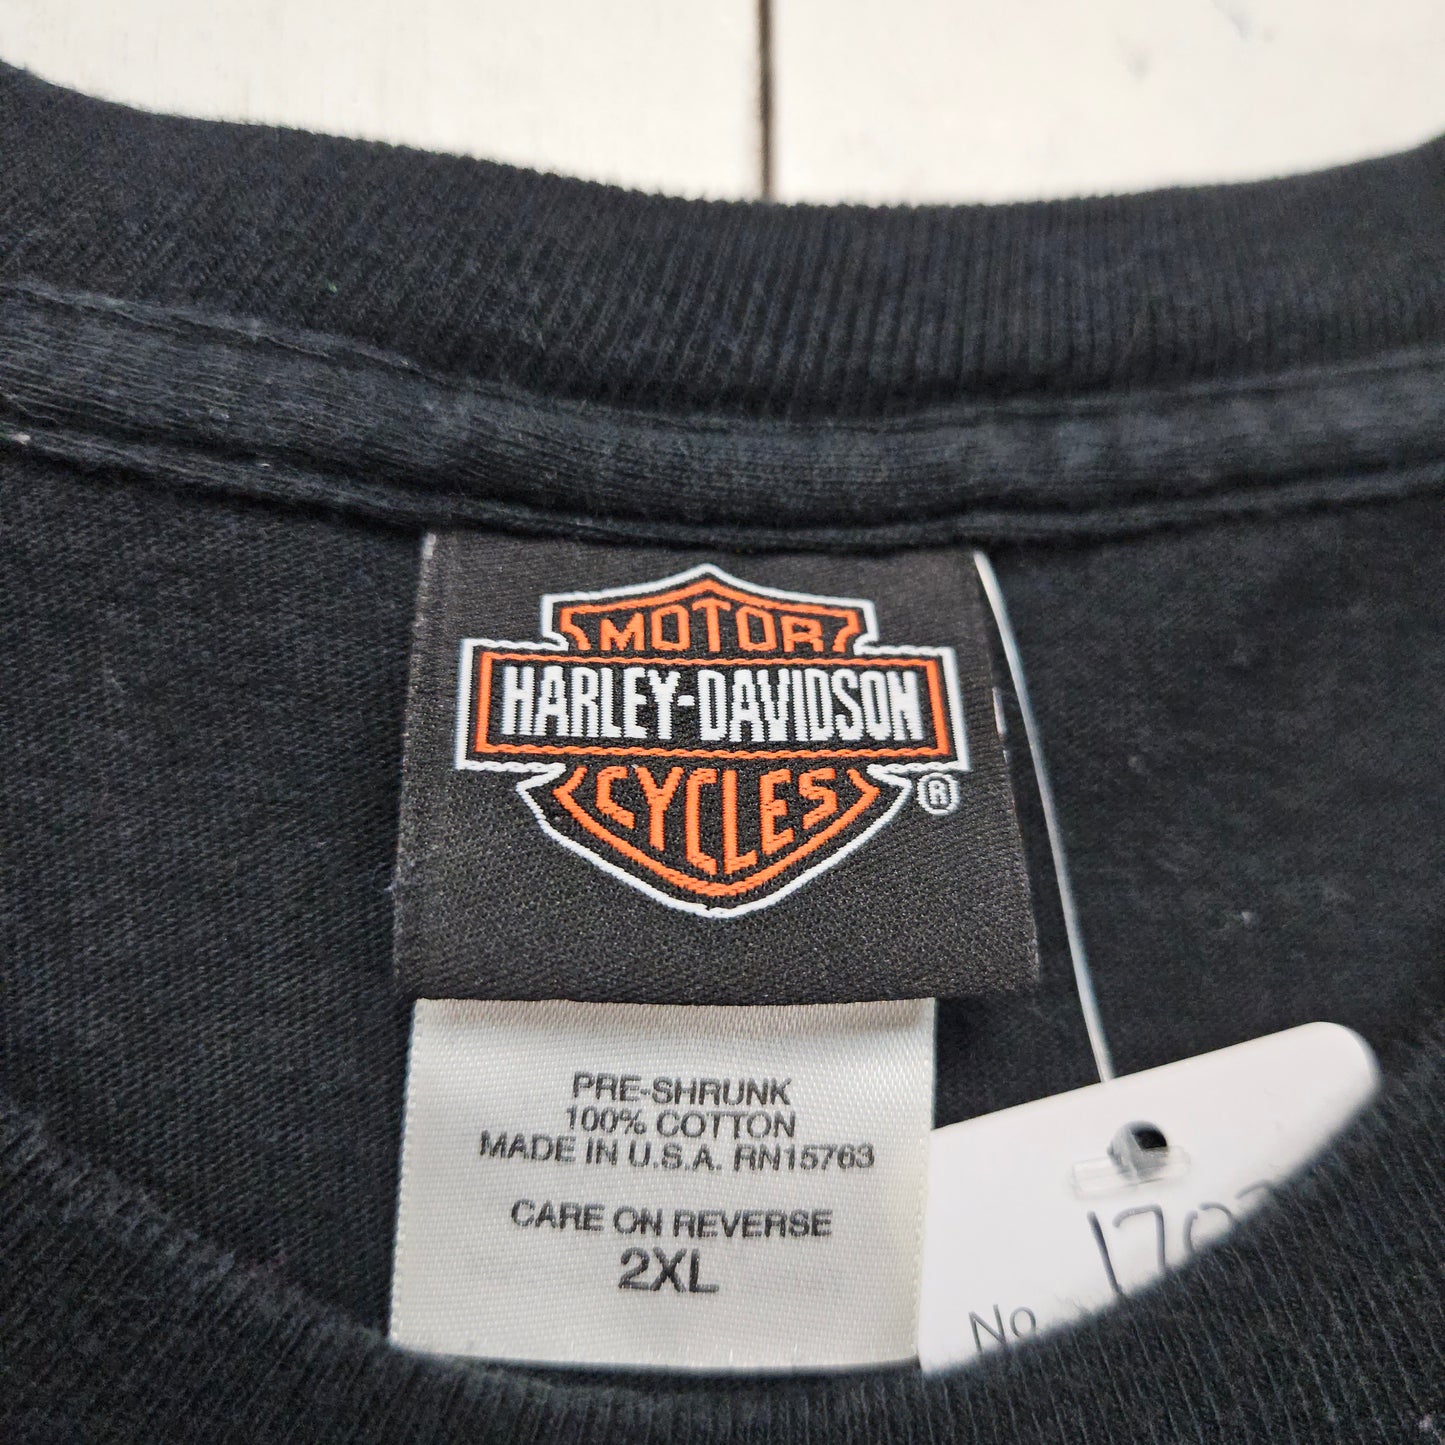 MOTOR
HARLEY-DAVIDSON
CYCLES ®
PRE-SHRUNK
100% COTTON
MADE IN U.S.A. RN15763
CARE ON REVERSE
2XL
No.